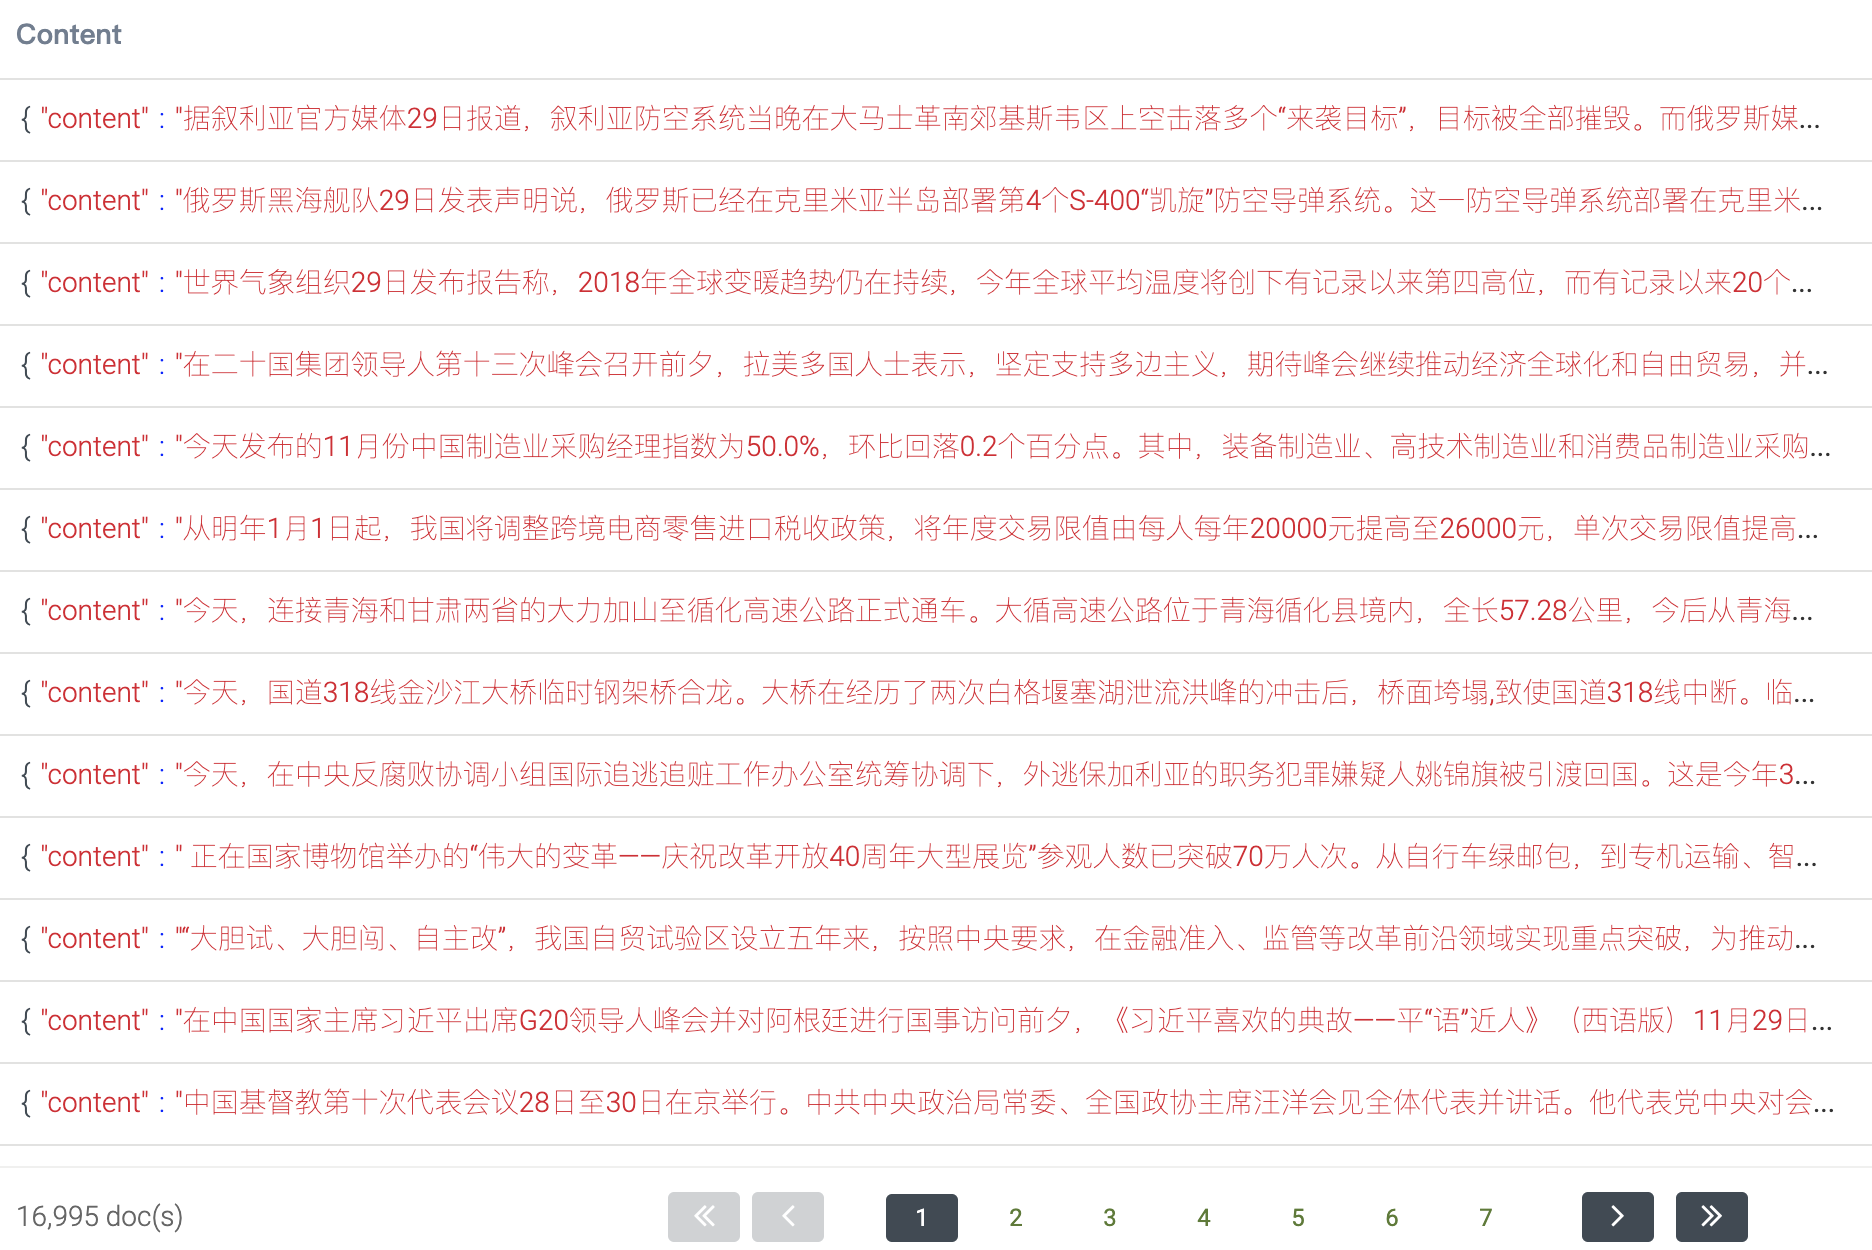 Content
{ "content" : "据叙利亚官方媒体29日报道，叙利亚防空系统当晚在大马士革南郊基斯韦区上空击落多个“来袭目标”，目标被全部摧毁。而俄罗斯媒...
{ "content" : "俄罗斯黑海舰队29日发表声明说，俄罗斯已经在克里米亚半岛部署第4个S-400“凯旋”防空导弹系统。这一防空导弹系统部署在克里米...
{ "content" : "世界气象组织29日发布报告称，2018年全球变暖趋势仍在持续，今年全球平均温度将创下有记录以来第四高位，而有记录以来20个...
{ "content" : "在二十国集团领导人第十三次峰会召开前夕，拉美多国人士表示，坚定支持多边主义，期待峰会继续推动经济全球化和自由贸易，并...
{ "content" : "今天发布的11月份中国制造业采购经理指数为50.0%，环比回落0.2个百分点。其中，装备制造业、高技术制造业和消费品制造业采购...
{ "content" : "从明年1月1日起，我国将调整跨境电商零售进口税收政策，将年度交易限值由每人每年20000元提高至26000元，单次交易限值提高...
{ "content" : "今天，连接青海和甘肃两省的大力加山至循化高速公路正式通车。大循高速公路位于青海循化县境内，全长57.28公里，今后从青海...
{ "content" : "今天，国道318线金沙江大桥临时钢架桥合龙。大桥在经历了两次白格堰塞湖泄流洪峰的冲击后，桥面垮塌,致使国道318线中断。临...
{ "content" : "今天，在中央反腐败协调小组国际追逃追赃工作办公室统筹协调下，外逃保加利亚的职务犯罪嫌疑人姚锦旗被引渡回国。这是今年3...
{ "content" : " 正在国家博物馆举办的“伟大的变革——庆祝改革开放40周年大型展览”参观人数已突破70万人次。从自行车绿邮包，到专机运输、智...
{ "content" : "“大胆试、大胆闯、自主改”，我国自贸试验区设立五年来，按照中央要求，在金融准入、监管等改革前沿领域实现重点突破，为推动...
{ "content" : "在中国国家主席习近平出席G20领导人峰会并对阿根廷进行国事访问前夕，《习近平喜欢的典故——平“语”近人》（西语版）11月29日...
{ "content" : "中国基督教第十次代表会议28日至30日在京举行。中共中央政治局常委、全国政协主席汪洋会见全体代表并讲话。他代表党中央对会...
16,995 doc(s) 1 2 3 4 5 6 7